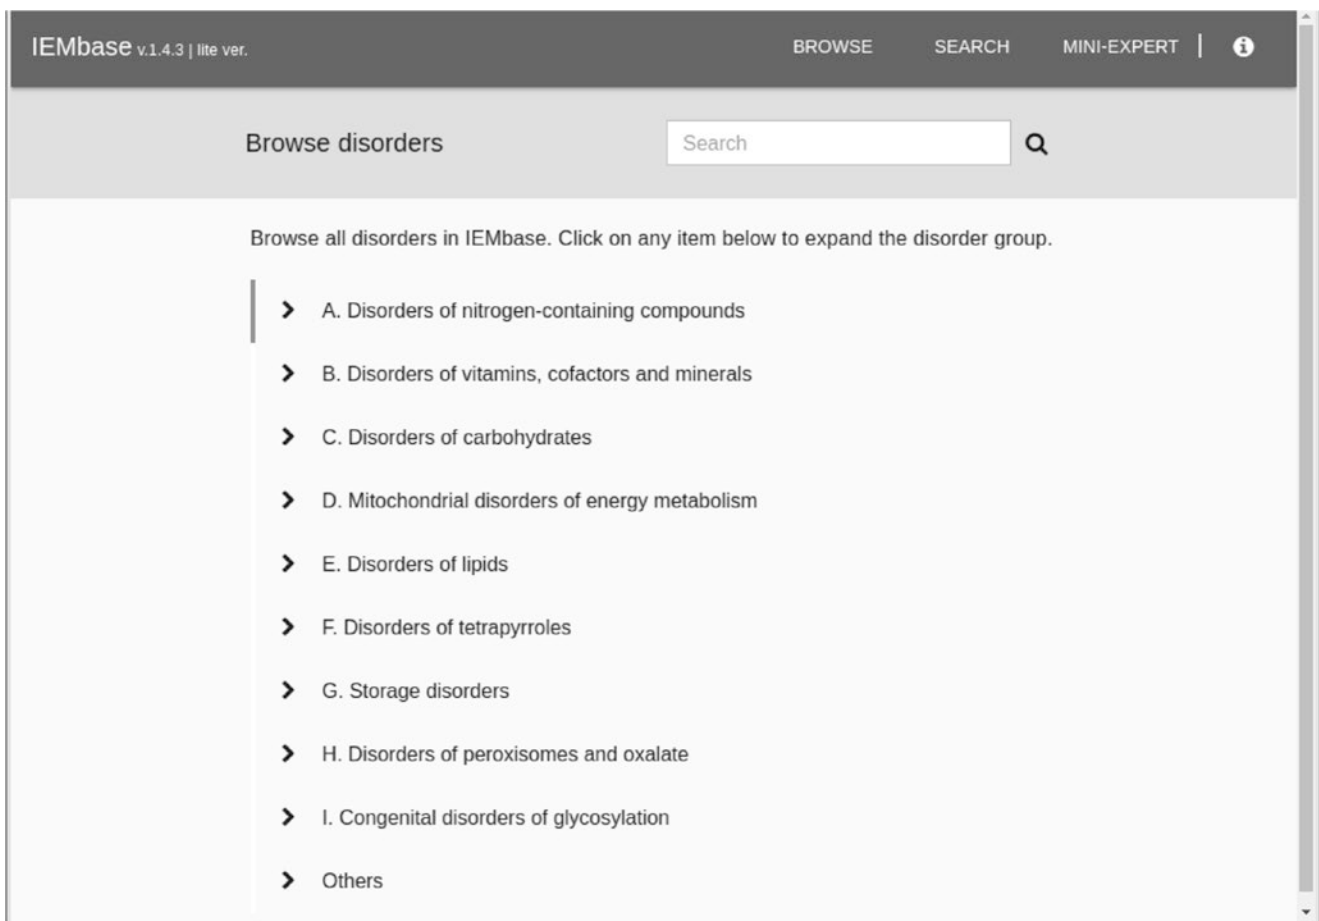 IEMbase v.1.4.3 | lite ver. BROWSE SEARCH MINI-EXPERT |
Browse disorders Search
Browse all disorders in IEMbase. Click on any item below to expand the disorder group.
A. Disorders of nitrogen-containing compounds
B. Disorders of vitamins, cofactors and minerals
C. Disorders of carbohydrates
D. Mitochondrial disorders of energy metabolism
E. Disorders of lipids
F. Disorders of tetrapyrroles
G. Storage disorders
H. Disorders of peroxisomes and oxalate
I. Congenital disorders of glycosylation
Others